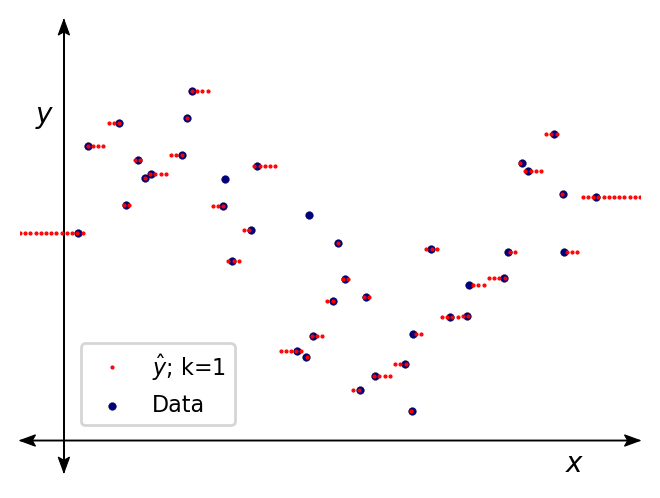 y
ŷ; k=1
Data
x